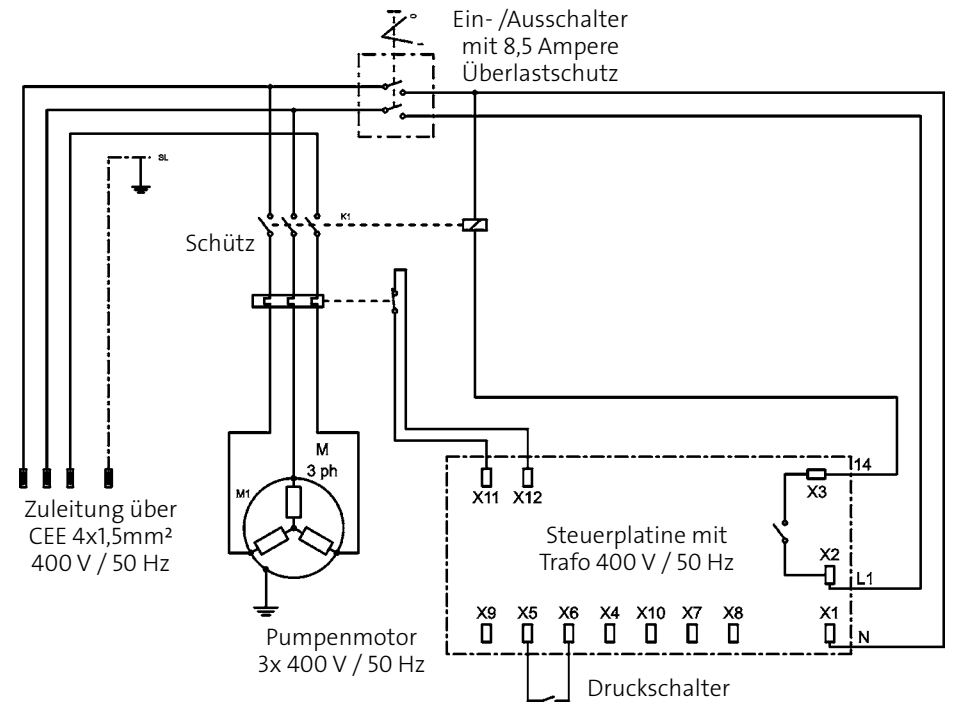 Ein- /Ausschalter
mit 8,5 Ampere
Überlastschutz
SL
K1
Schütz
M
3 ph
M1
Zuleitung über
CEE 4x1,5mm²
400 V / 50 Hz
Pumpenmotor
3x 400 V / 50 Hz
X11 X12
X3
14
Steuerplatine mit
Trafo 400 V / 50 Hz
X2
L1
X9 X5 X6 X4 X10 X7 X8 X1
N
Druckschalter